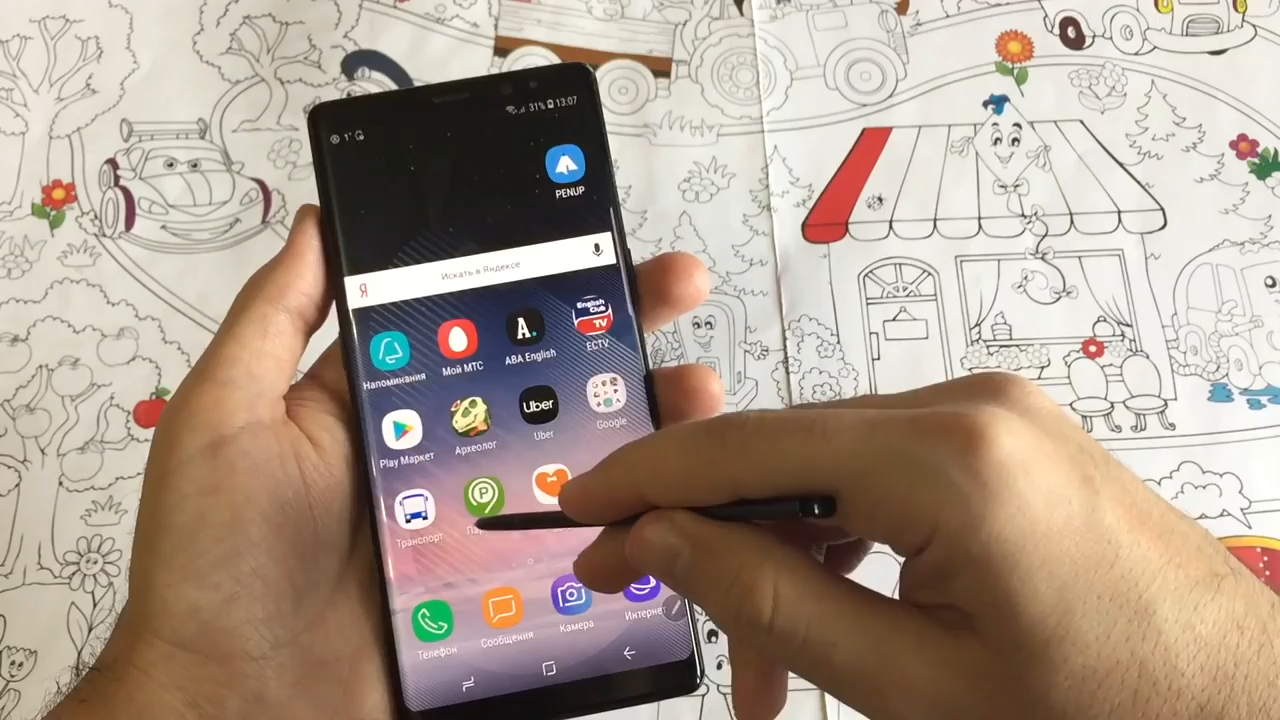 31% 13:07
1°
PENUP
Я Искать в Яндексе
Напоминания
Мой МТС
A.
ABA English
English Club TV
ECTV
Play Маркет
Археолог
Uber
Uber
G
Google
Транспорт
P
Телефон
Сообщения
Камера
Интернет